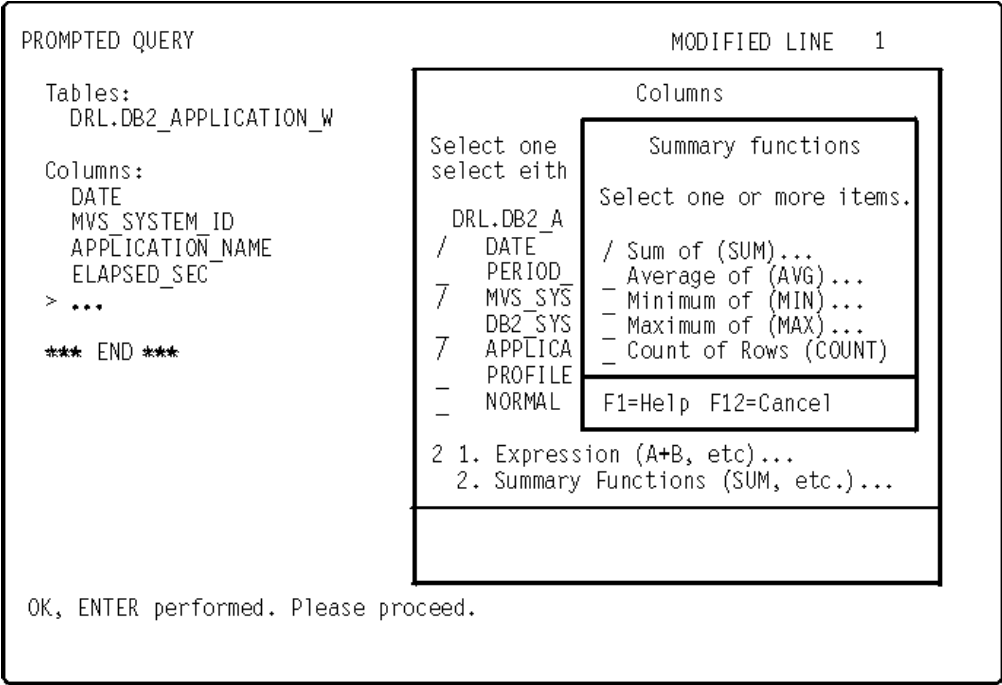 PROMPTED QUERY MODIFIED LINE 1
Tables:
DRL.DB2_APPLICATION_W
Columns:
DATE
MVS_SYSTEM_ID
APPLICATION_NAME
ELAPSED_SEC
> ...
*** END ***
Columns
Select one
select eith
DRL.DB2_A
/ DATE
_ PERIOD_
/ MVS_SYS
_ DB2_SYS
/ APPLICA
_ PROFILE
_ NORMAL
2 1. Expression (A+B, etc)...
2. Summary Functions (SUM, etc.)...
Summary functions
Select one or more items.
/ Sum of (SUM)...
_ Average of (AVG)...
_ Minimum of (MIN)...
_ Maximum of (MAX)...
_ Count of Rows (COUNT)
F1=Help F12=Cancel
OK, ENTER performed. Please proceed.